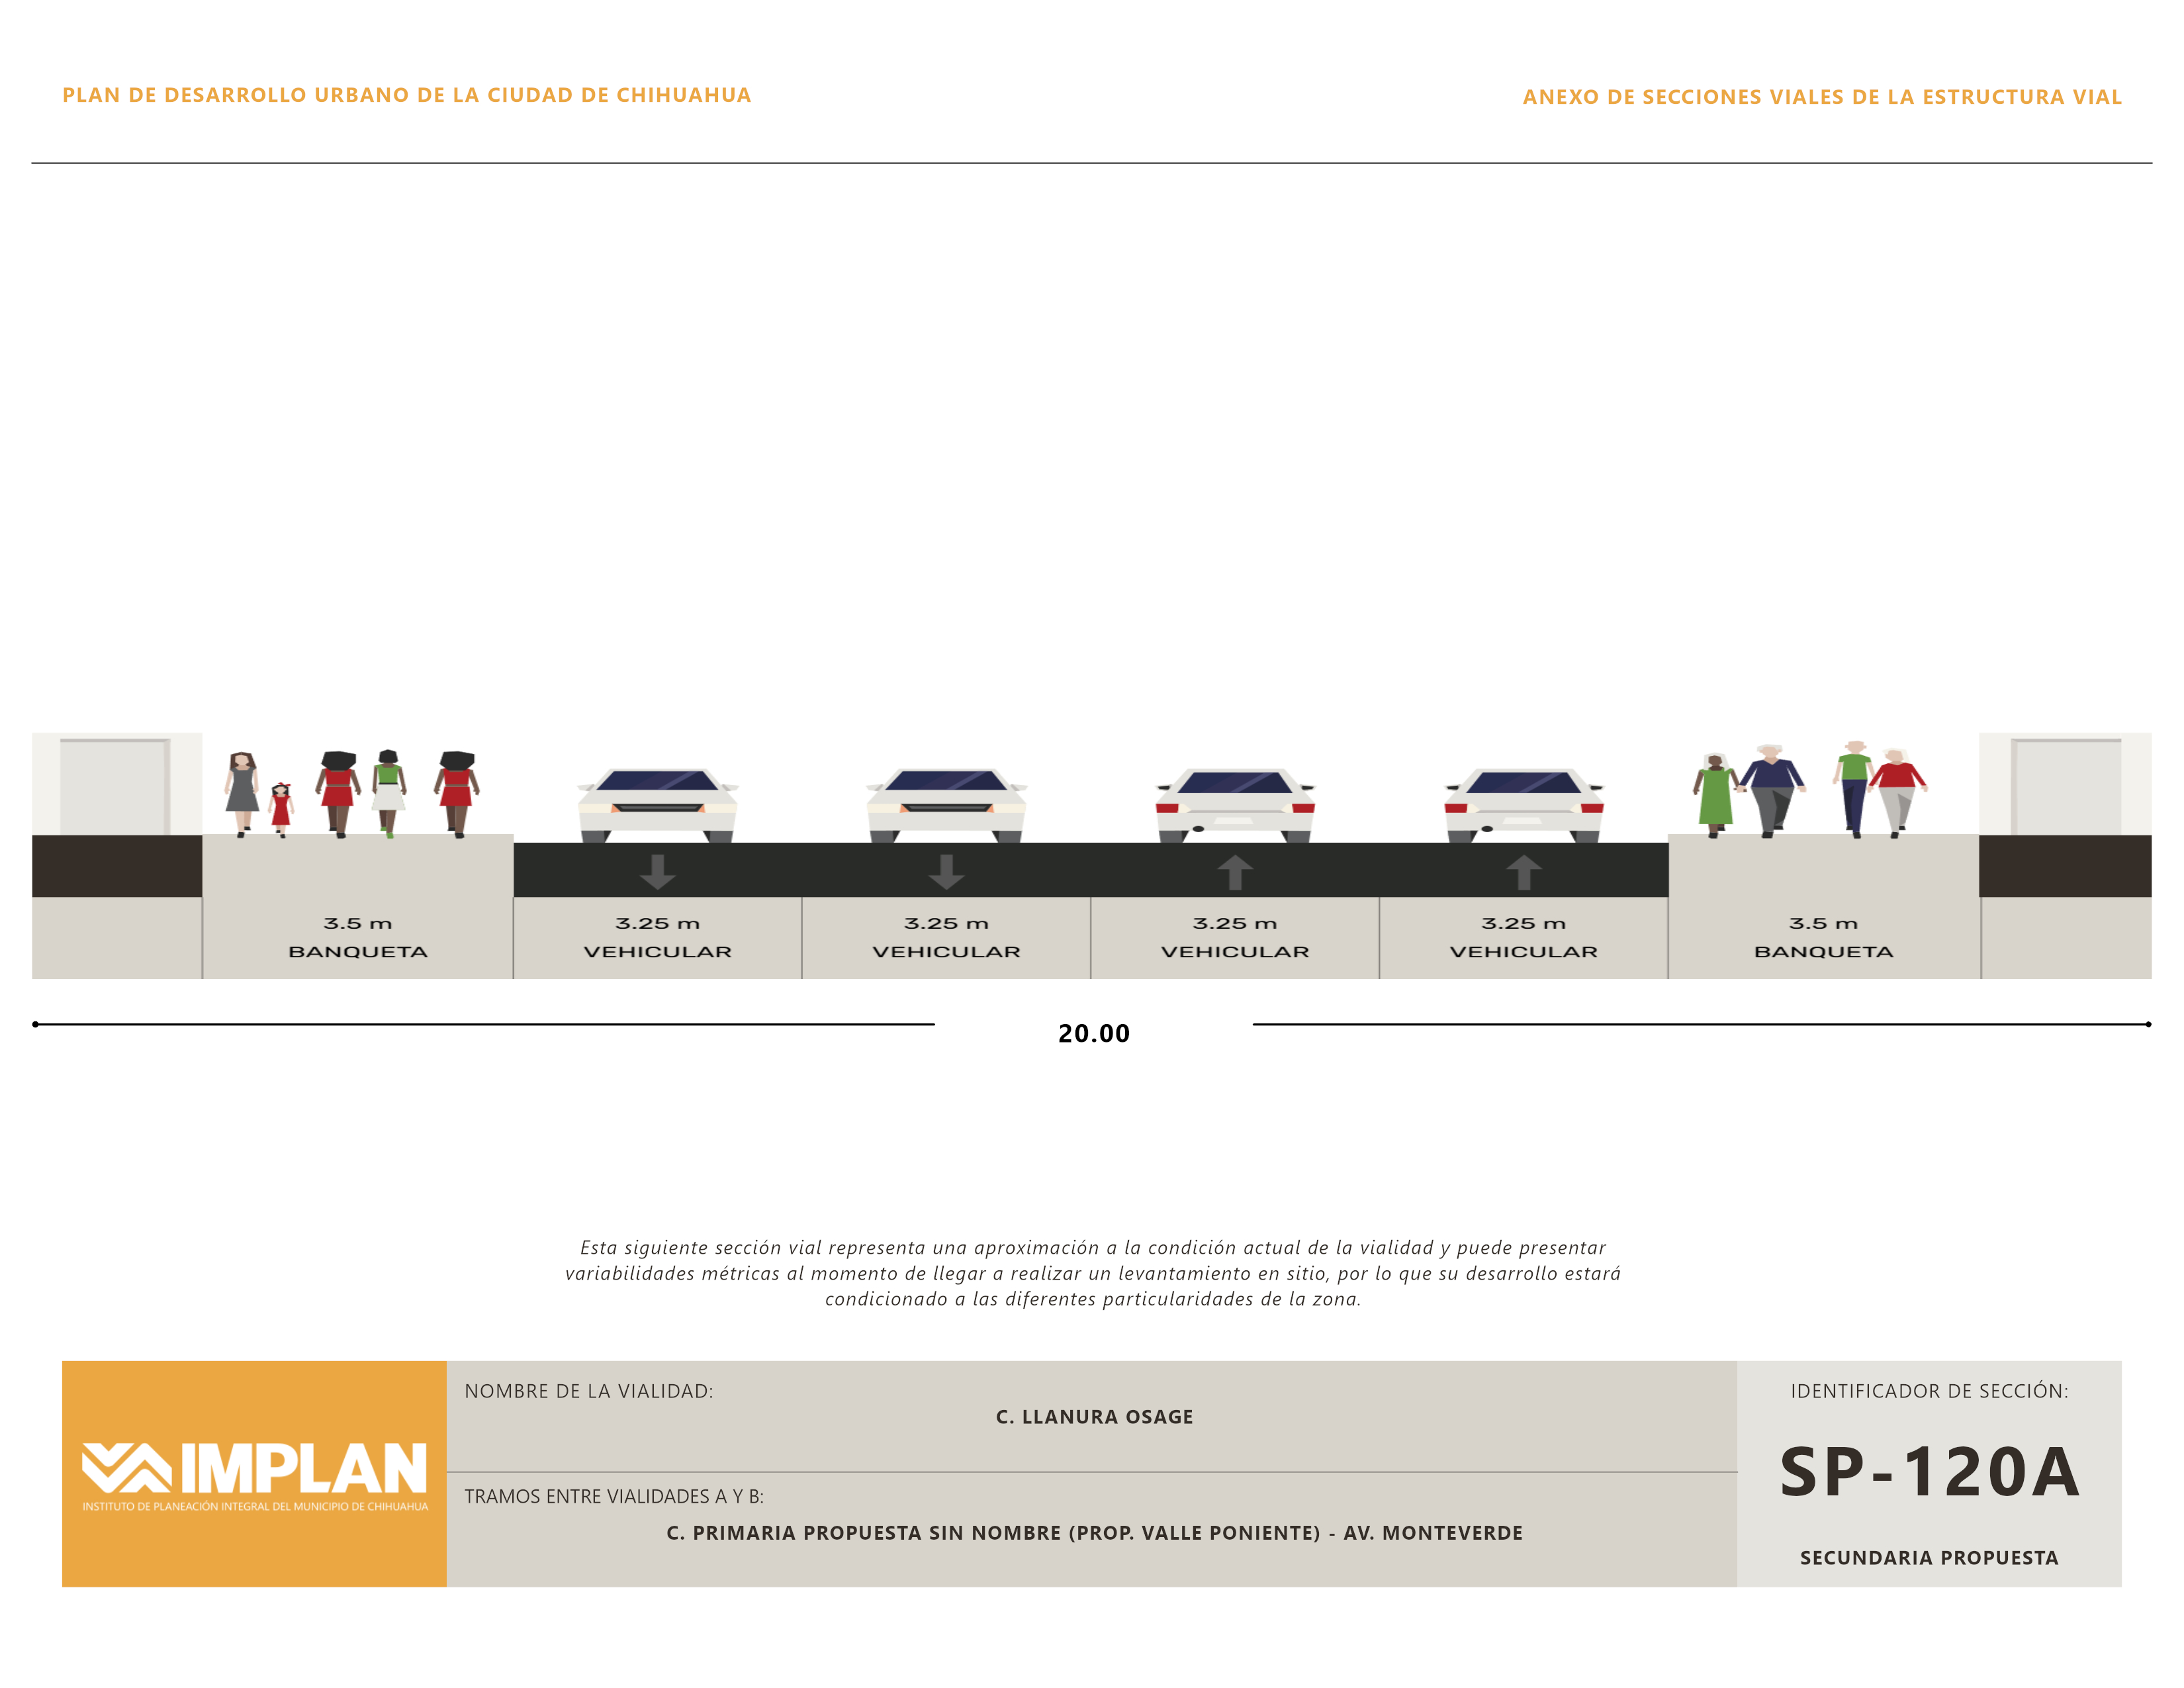 PLAN DE DESARROLLO URBANO DE LA CIUDAD DE CHIHUAHUA
ANEXO DE SECCIONES VIALES DE LA ESTRUCTURA VIAL
3.5 m
BANQUETA
3.25 m
VEHICULAR
3.25 m
VEHICULAR
3.25 m
VEHICULAR
3.25 m
VEHICULAR
3.5 m
BANQUETA
20.00
Esta siguiente sección vial representa una aproximación a la condición actual de la vialidad y puede presentar
variabilidades métricas al momento de llegar a realizar un levantamiento en sitio, por lo que su desarrollo estará
condicionado a las diferentes particularidades de la zona.
IMPLAN
INSTITUTO DE PLANEACIÓN INTEGRAL DEL MUNICIPIO DE CHIHUAHUA
NOMBRE DE LA VIALIDAD:
C. LLANURA OSAGE
TRAMOS ENTRE VIALIDADES A Y B:
C. PRIMARIA PROPUESTA SIN NOMBRE (PROP. VALLE PONIENTE) - AV. MONTEVERDE
IDENTIFICADOR DE SECCIÓN:
SP-120A
SECUNDARIA PROPUESTA